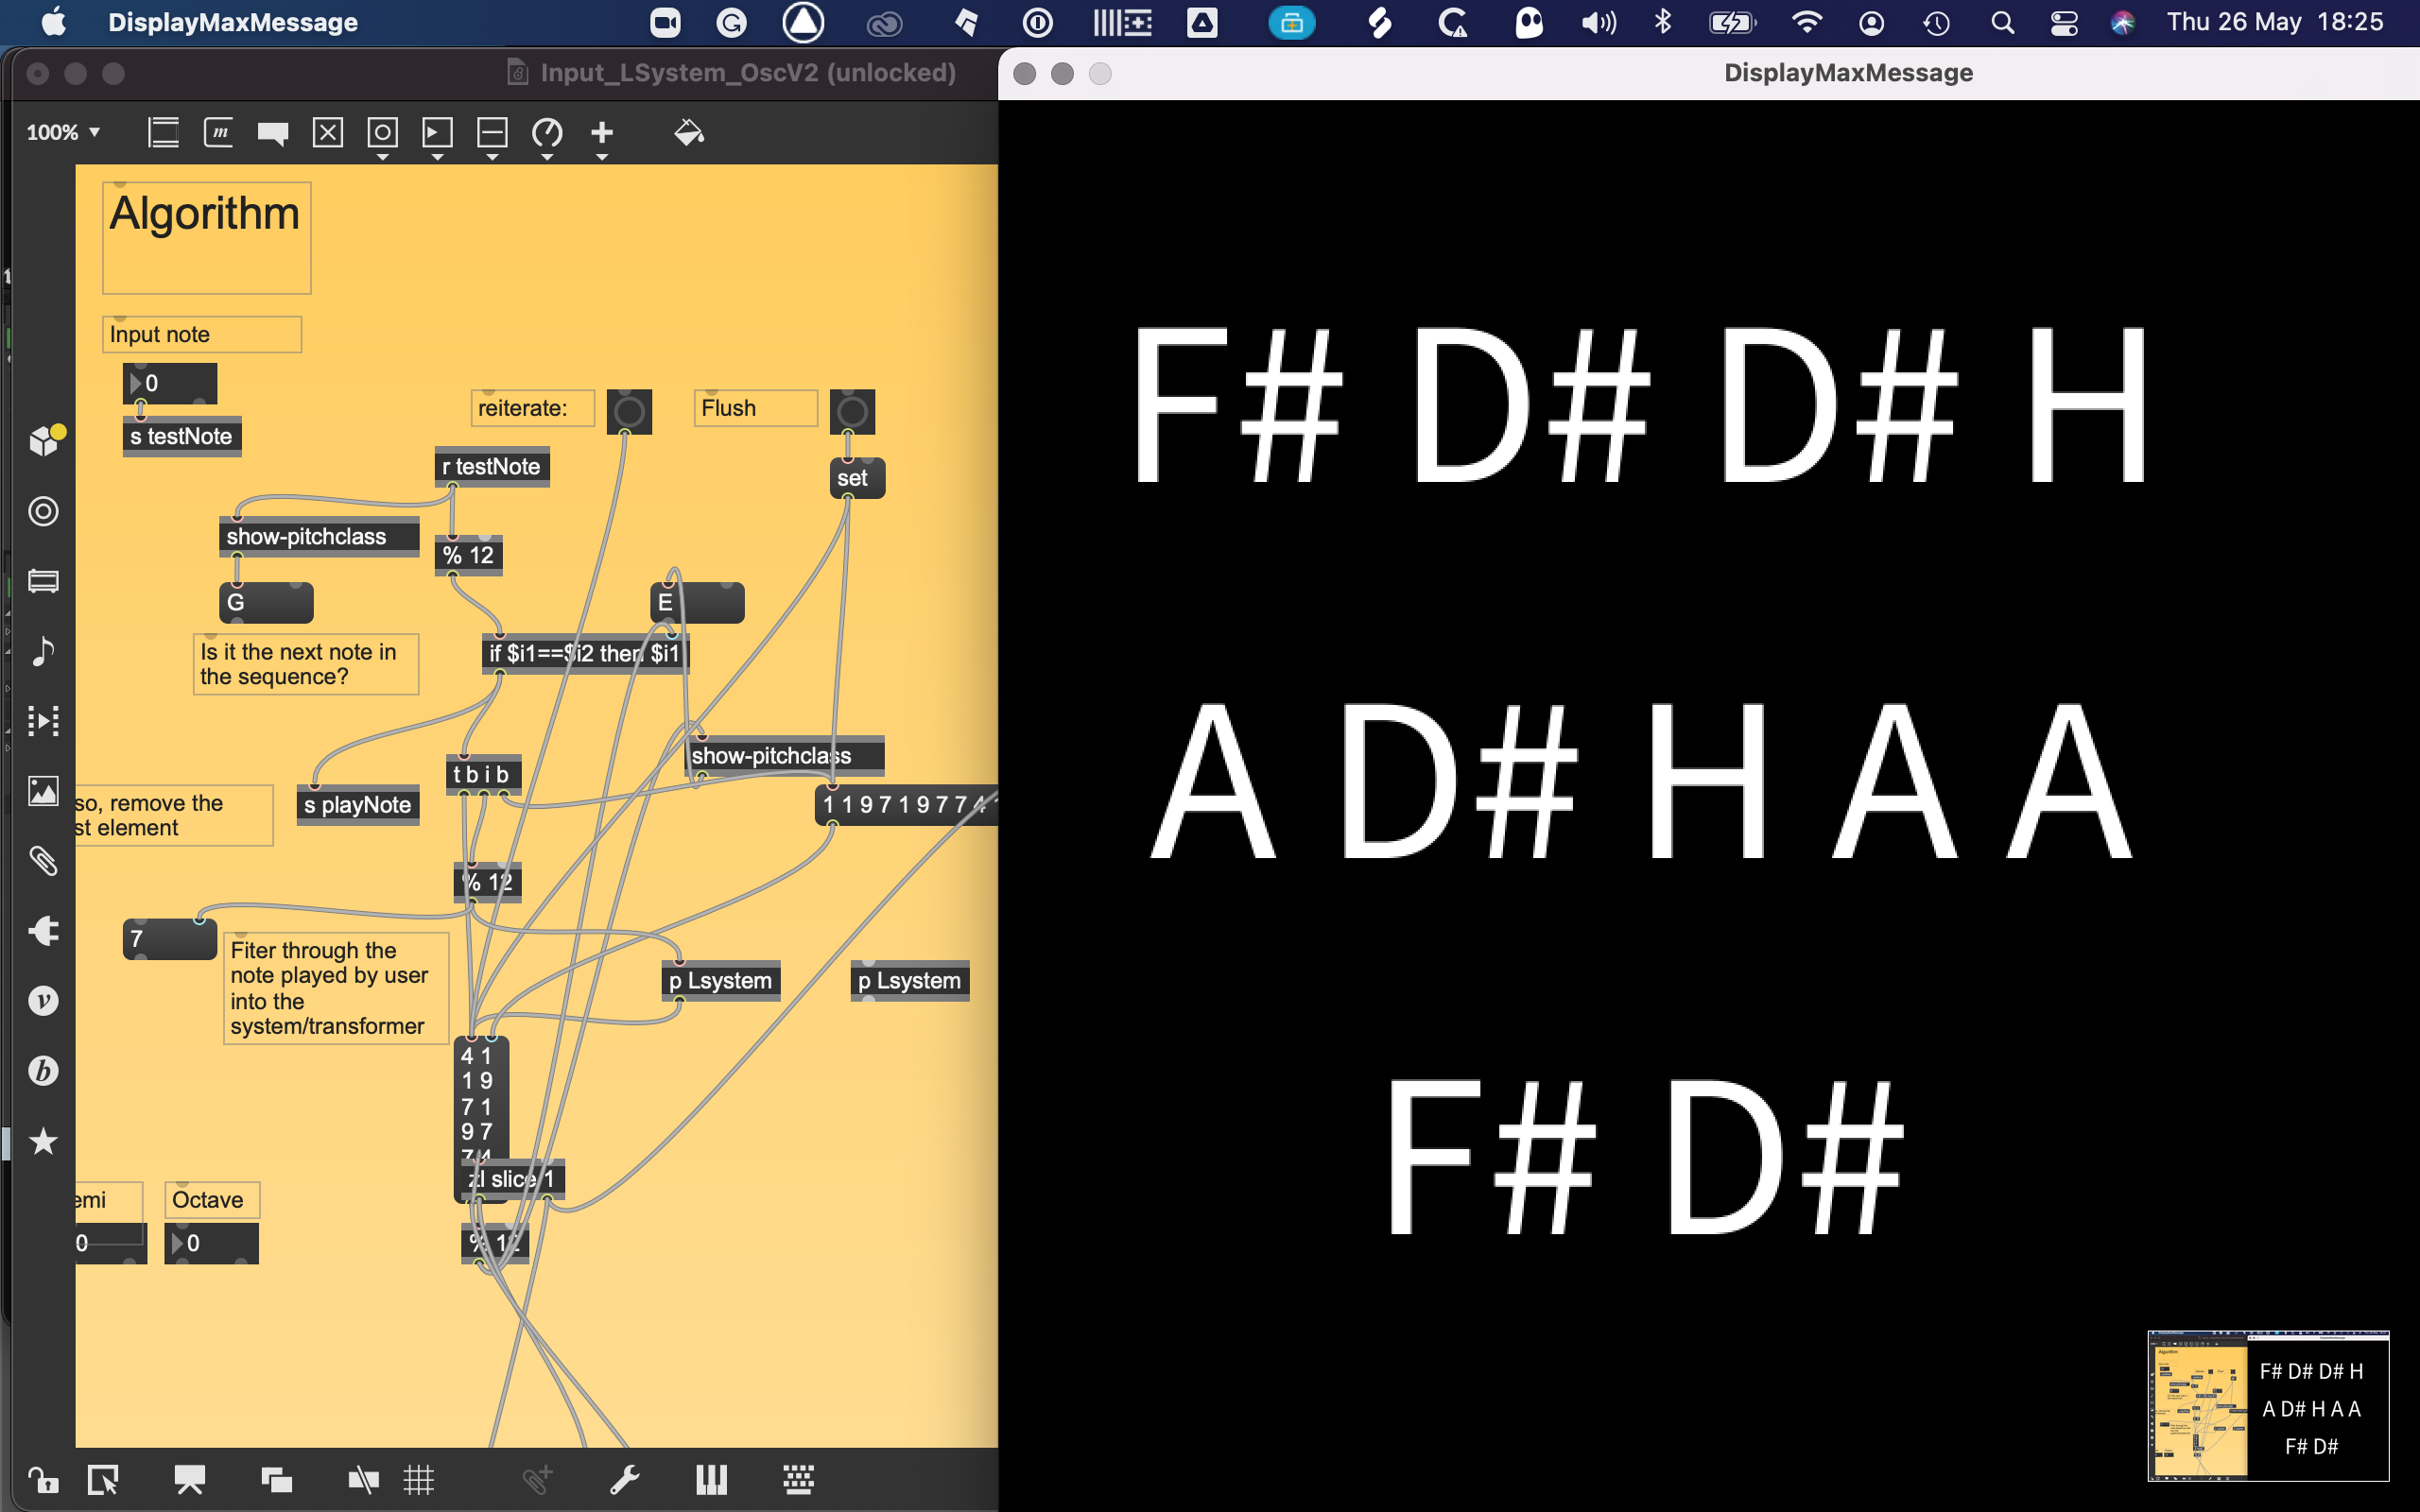 DisplayMaxMessage
Thu 26 May 18:25
Input_LSystem_OscV2 (unlocked)
DisplayMaxMessage
100%
Algorithm
Input note
0
s testNote
reiterate:
Flush
r testNote
set
show-pitchclass
% 12
G
E
Is it the next note in
the sequence?
if $i1==$i2 then $i1
show-pitchclass
t b i b
so, remove the
st element
s playNote
1 1 9 7 1 9 7 7 4
% 12
7
Fiter through the
note played by user
into the
system/transformer
p Lsystem
p Lsystem
4 1
1 9
7 1
9 7
7 4
zl slice 1
emi
Octave
0
0
% 12
F# D# D# H
A D# H A A
F# D#
F# D# D# H
A D# H A A
F# D#